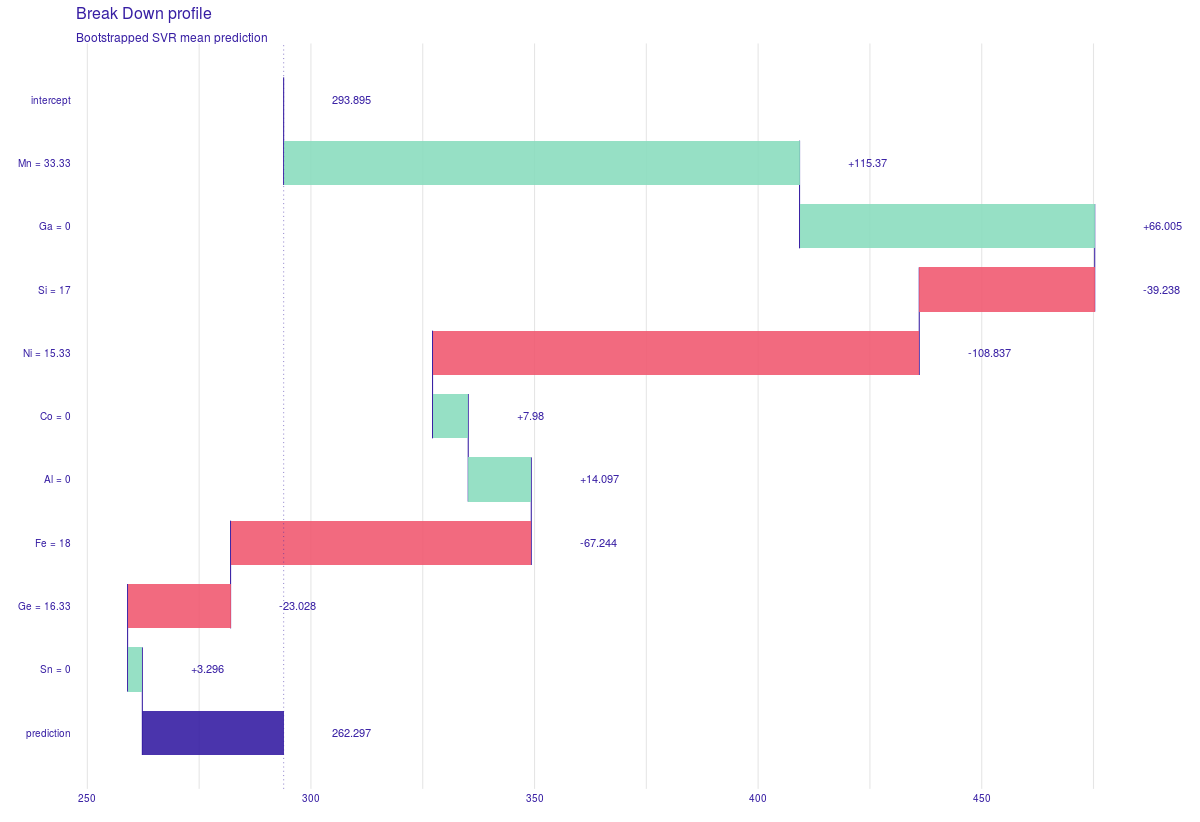 Break Down profile
Bootstrapped SVR mean prediction
intercept 293.895
Mn = 33.33 +115.37
Ga = 0 +66.005
Si = 17 -39.238
Ni = 15.33 -108.837
Co = 0 +7.98
Al = 0 +14.097
Fe = 18 -67.244
Ge = 16.33 -23.028
Sn = 0 +3.296
prediction 262.297
250 300 350 400 450